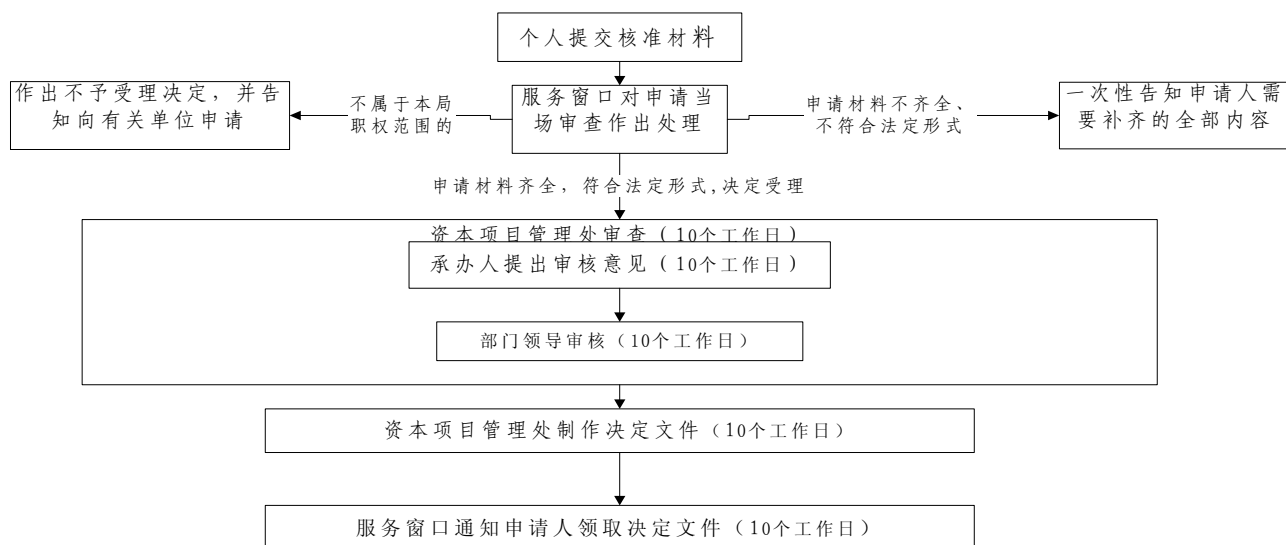 个人提交核准材料
作出不予受理决定，并告
知向有关单位申请
不属于本局
职权范围的
服务窗口对申请当
场审查作出处理
申请材料不齐全、
不符合法定形式
一次性告知申请人需
要补齐的全部内容
申请材料齐全，符合法定形式,决定受理
资本项目管理处审查（10个工作日）
承办人提出审核意见（10个工作日）
部门领导审核（10个工作日）
资本项目管理处制作决定文件（10个工作日）
服务窗口通知申请人领取决定文件（10个工作日）